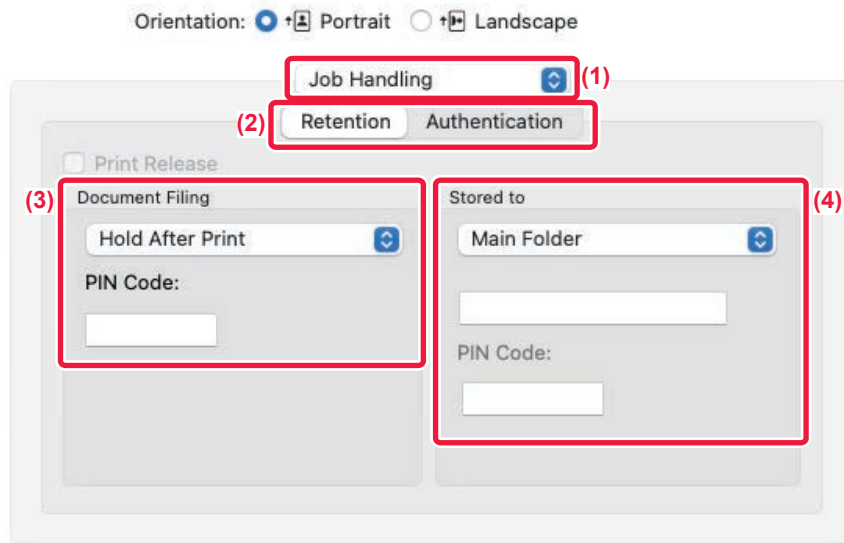 Orientation: Portrait Landscape
Job Handling (1)
(2) Retention Authentication
Print Release
(3) Document Filing Stored to (4)
Hold After Print Main Folder
PIN Code:
PIN Code: